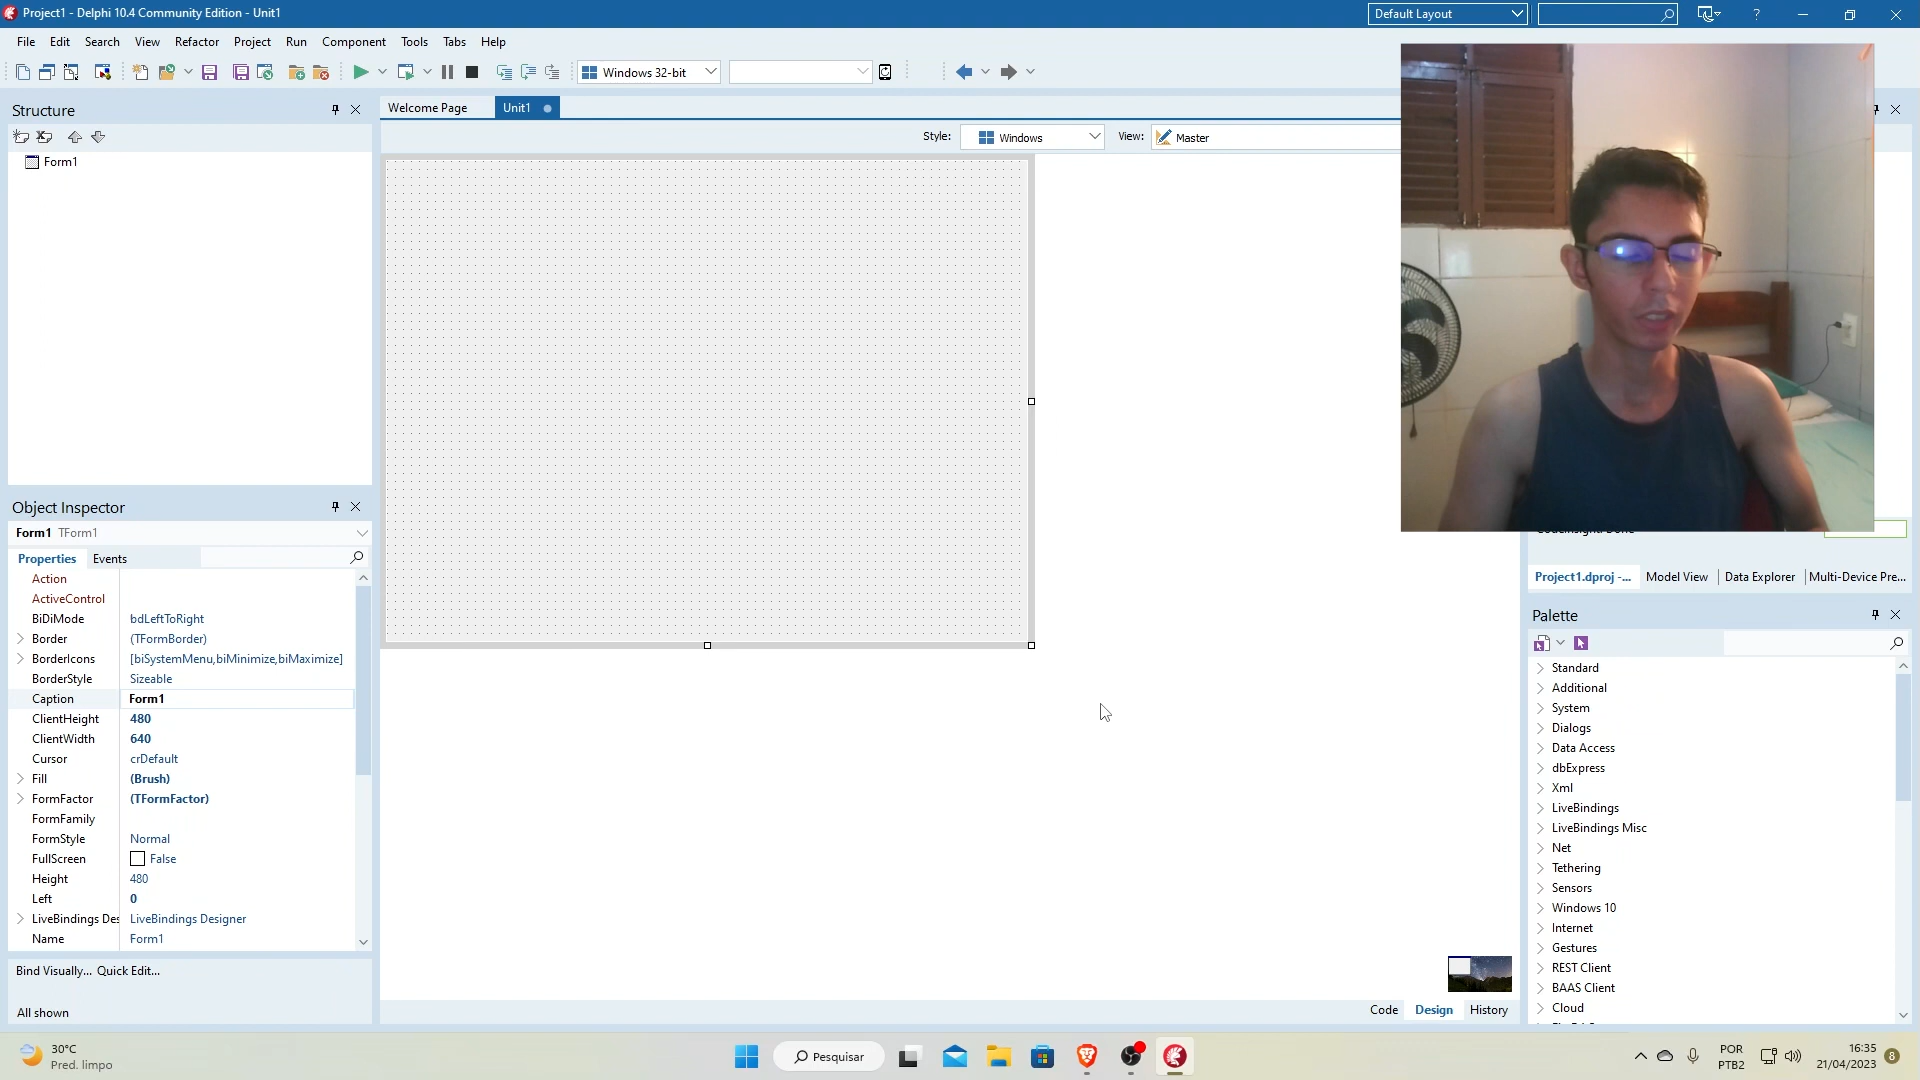 Project1 - Delphi 10.4 Community Edition - Unit1
Default Layout
?
File Edit Search View Refactor Project Run Component Tools Tabs Help
Windows 32-bit
Structure
Form1
Welcome Page Unit1
Style: Windows View: Master
Object Inspector
Form1 TForm1
Properties Events
Action
ActiveControl
BiDiMode bdLeftToRight
Border (TFormBorder)
BorderIcons [biSystemMenu,biMinimize,biMaximize]
BorderStyle Sizeable
Caption Form1
ClientHeight 480
ClientWidth 640
Cursor crDefault
Fill (Brush)
FormFactor (TFormFactor)
FormFamily
FormStyle Normal
FullScreen False
Height 480
Left 0
LiveBindings Des LiveBindings Designer
Name Form1
Bind Visually... Quick Edit...
All shown
Project1.dproj -... Model View Data Explorer Multi-Device Pre...
Palette
Standard
Additional
System
Dialogs
Data Access
dbExpress
Xml
LiveBindings
LiveBindings Misc
Net
Tethering
Sensors
Windows 10
Internet
Gestures
REST Client
BAAS Client
Cloud
Code Design History
30°C
Pred. limpo
Pesquisar
POR
PTB2
16:35
21/04/2023
8